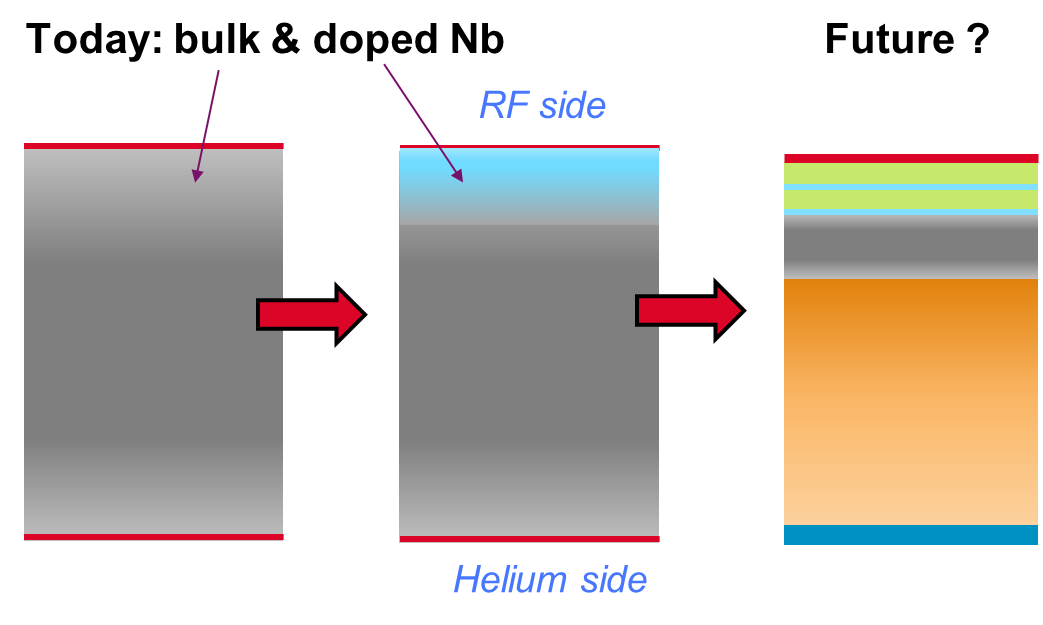 Today: bulk & doped Nb
Future ?
RF side
Helium side